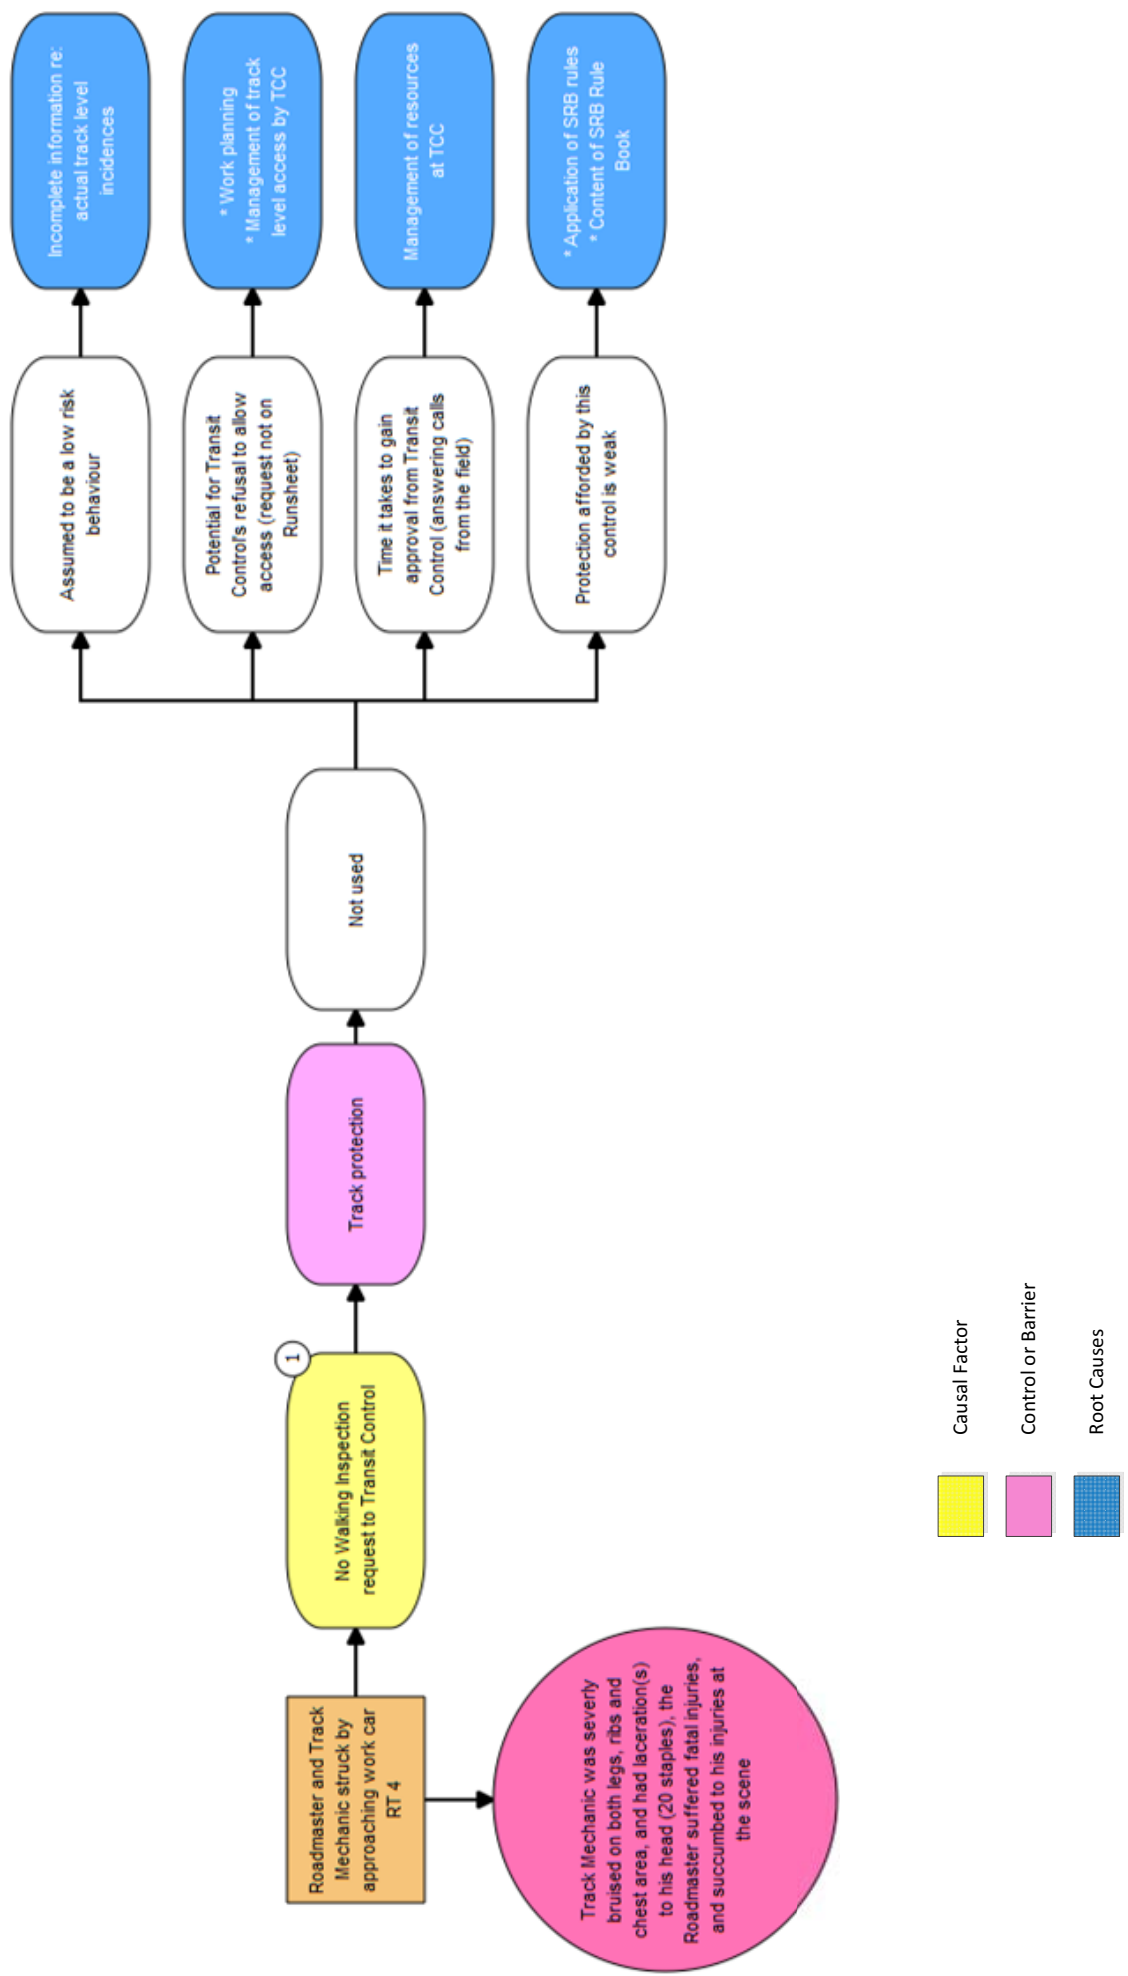 Roadmaster and Track
Mechanic struck by
approaching work car
RT 4
Track Mechanic was severly
bruised on both legs, ribs and
chest area, and had laceration(s)
to his head (20 staples), the
Roadmaster suffered fatal injuries,
and succumbed to his injuries at
the scene
1
No Walking Inspection
request to Transit Control
Track protection
Not used
Assumed to be a low risk
behaviour
Potential for Transit
Control's refusal to allow
access (request not on
Runsheet)
Time it takes to gain
approval from Transit
Control (answering calls
from the field)
Protection afforded by this
control is weak
Incomplete information re:
actual track level
incidences
* Work planning
* Management of track
level access by TCC
Management of resources
at TCC
* Application of SRB rules
* Content of SRB Rule
Book
Causal Factor
Control or Barrier
Root Causes